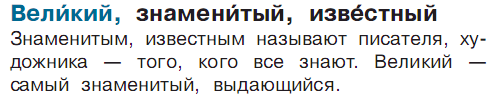 Вели́кий, знамени́тый, изве́стный
Знаменитым, известным называют писателя, ху-
дожника — того, кого все знают. Великий —
самый знаменитый, выдающийся.